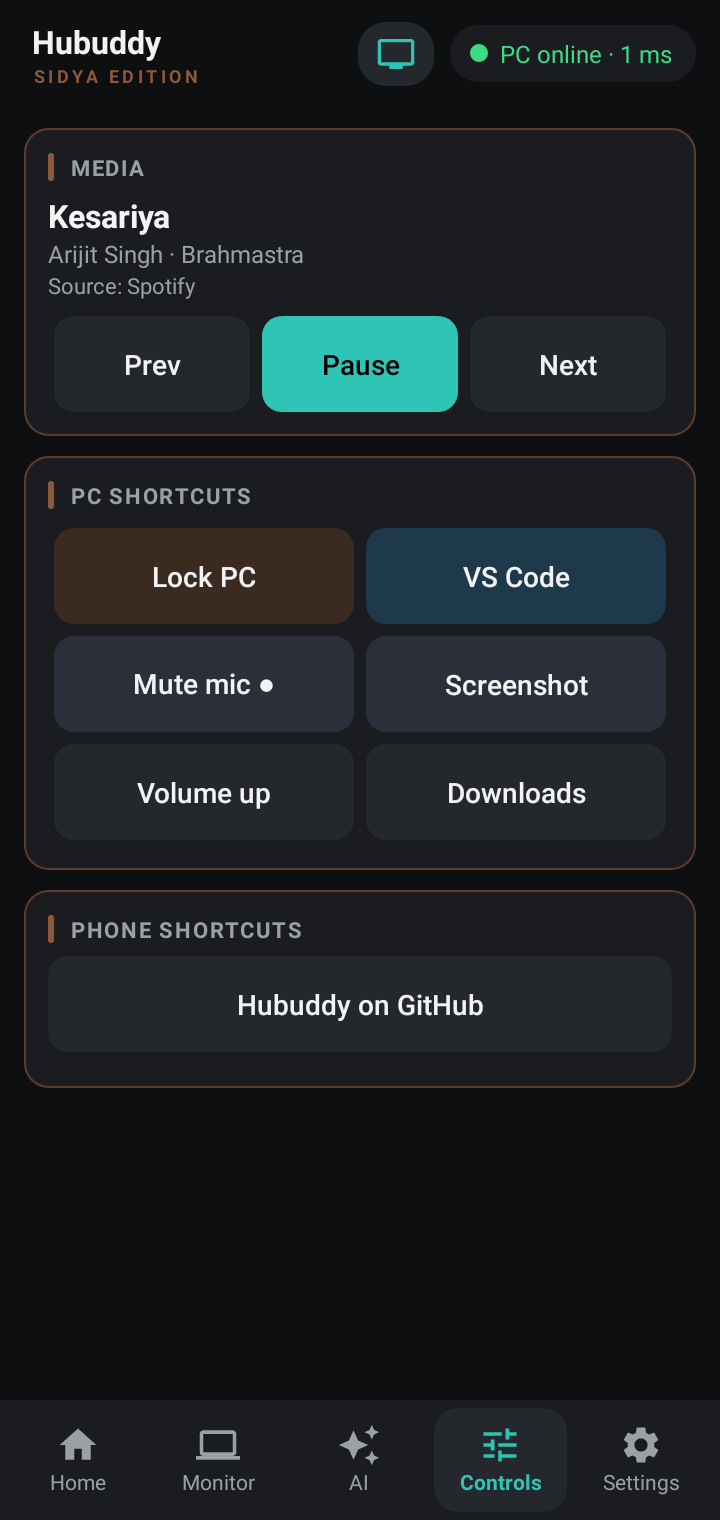 Hubuddy
SIDYA EDITION
PC online · 1 ms
MEDIA
Kesariya
Arijit Singh · Brahmastra
Source: Spotify
Prev
Pause
Next
PC SHORTCUTS
Lock PC
VS Code
Mute mic ●
Screenshot
Volume up
Downloads
PHONE SHORTCUTS
Hubuddy on GitHub
Home
Monitor
AI
Controls
Settings